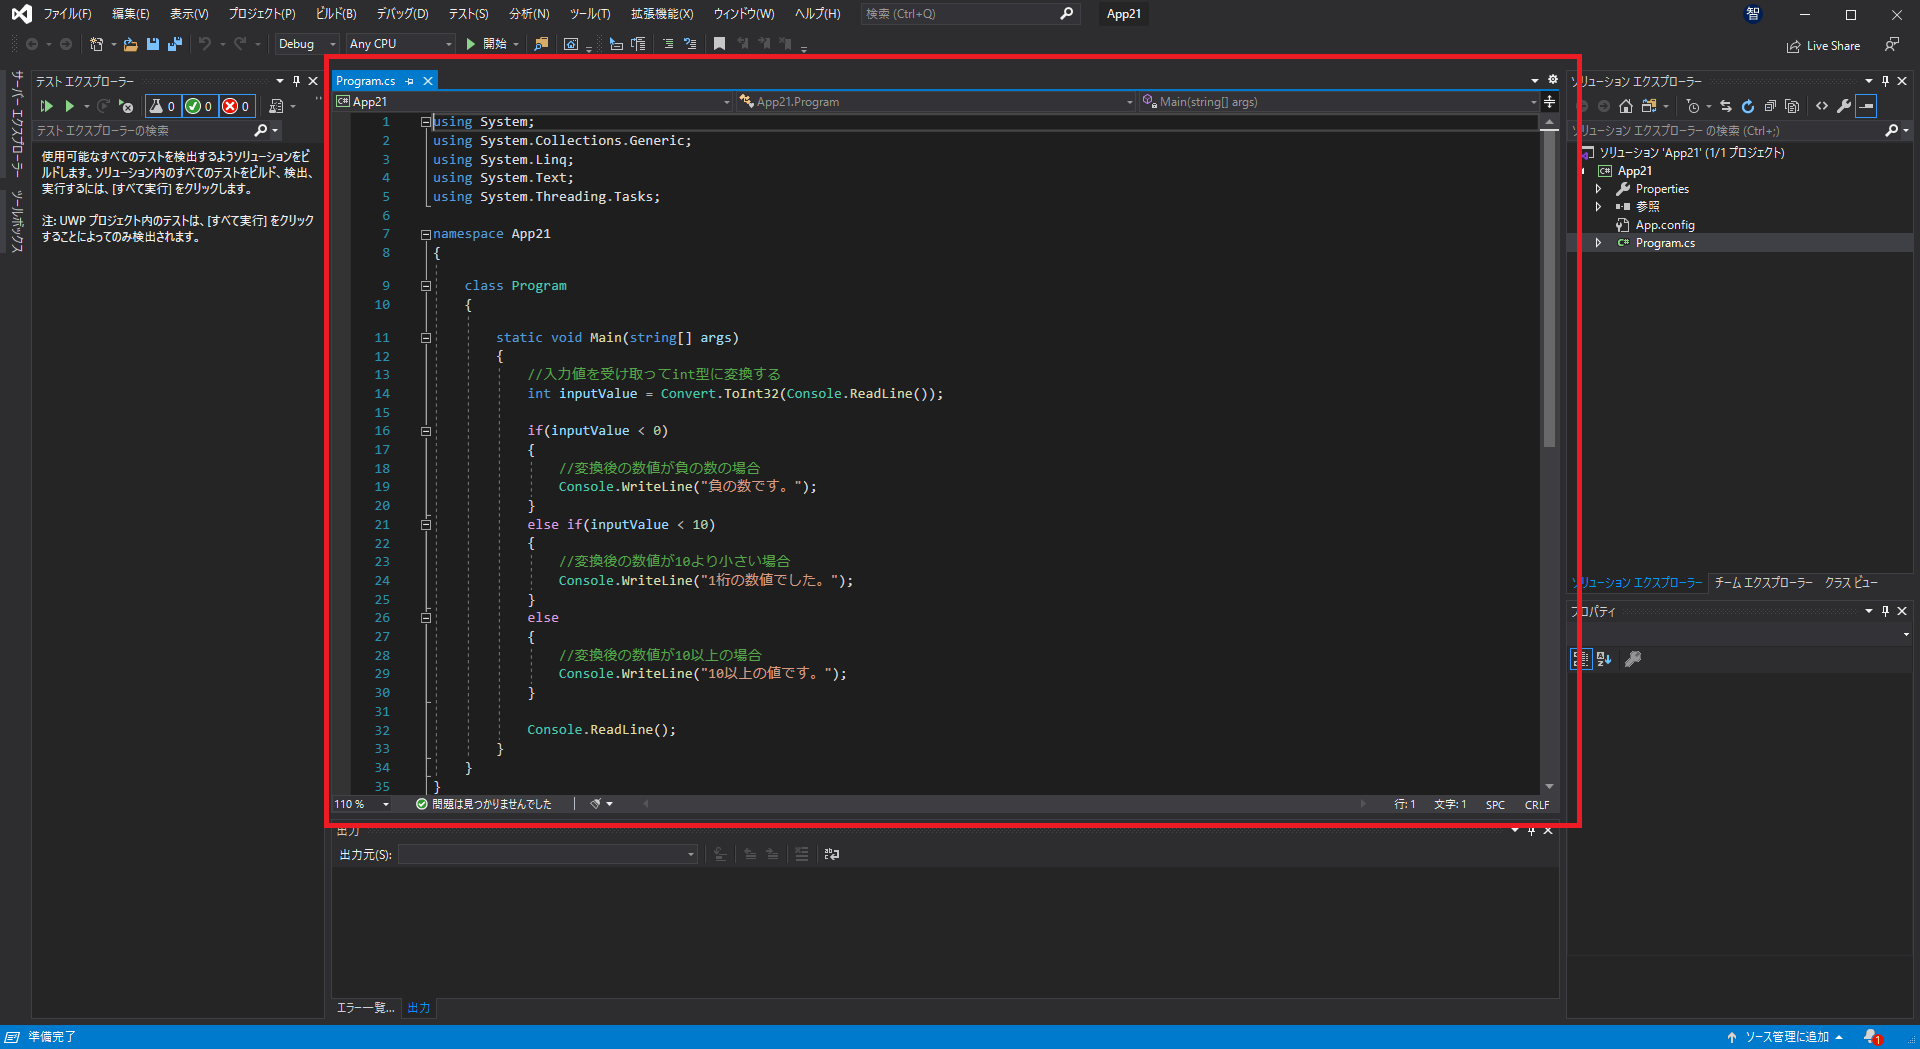 ファイル(F) 編集(E) 表示(V) プロジェクト(P) ビルド(B) デバッグ(D) テスト(S) 分析(N) ツール(T) 拡張機能(X) ウィンドウ(W) ヘルプ(H) 検索 (Ctrl+Q) App21 智
Debug Any CPU 開始 Live Share
サーバー エクスプローラー
ツールボックス
テスト エクスプローラー
0 0 0
テスト エクスプローラーの検索
使用可能なすべてのテストを検出するようソリューションをビ
ルドします。ソリューション内のすべてのテストをビルド、検出、
実行するには、[すべて実行] をクリックします。
注: UWP プロジェクト内のテストは、[すべて実行] をクリック
することによってのみ検出されます。
Program.cs
C# App21 App21.Program Main(string[] args)
1 using System;
2 using System.Collections.Generic;
3 using System.Linq;
4 using System.Text;
5 using System.Threading.Tasks;
6
7 namespace App21
8 {
9 class Program
10 {
11 static void Main(string[] args)
12 {
13 //入力値を受け取ってint型に変換する
14 int inputValue = Convert.ToInt32(Console.ReadLine());
15
16 if(inputValue < 0)
17 {
18 //変換後の数値が負の数の場合
19 Console.WriteLine("負の数です。");
20 }
21 else if(inputValue < 10)
22 {
23 //変換後の数値が10より小さい場合
24 Console.WriteLine("1桁の数値でした。");
25 }
26 else
27 {
28 //変換後の数値が10以上の場合
29 Console.WriteLine("10以上の値です。");
30 }
31
32 Console.ReadLine();
33 }
34 }
35 }
110 % 問題は見つかりませんでした 行: 1 文字: 1 SPC CRLF
出力
出力元(S):
エラー一覧... 出力
ソリューション エクスプローラー
ソリューション エクスプローラー の検索 (Ctrl+;)
ソリューション 'App21' (1/1 プロジェクト)
C# App21
Properties
参照
App.config
C# Program.cs
ソリューション エクスプローラー チーム エクスプローラー クラス ビュー
プロパティ
準備完了 ソース管理に追加 1